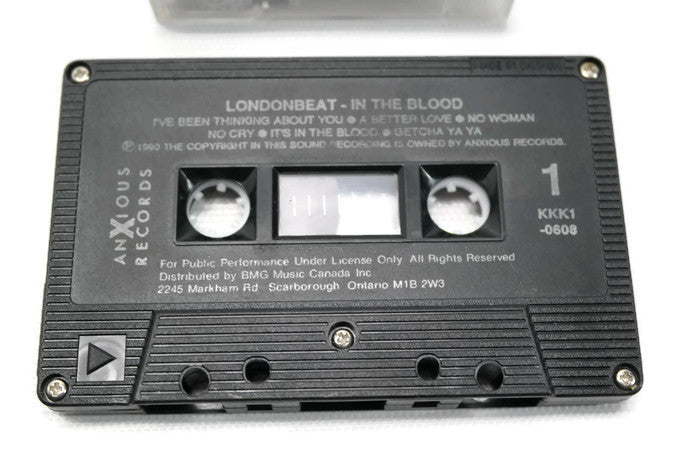 LONDONBEAT - IN THE BLOOD
I'VE BEEN THINKING ABOUT YOU ● A BETTER LOVE ● NO WOMAN
NO CRY ● IT'S IN THE BLOOD ● GETCHA YA YA
℗ 1990 THE COPYRIGHT IN THIS SOUND RECORDING IS OWNED BY ANXIOUS RECORDS.
ANXIOUS
RECORDS
1
KKK1
-0608
For Public Performance Under License Only. All Rights Reserved
Distributed by BMG Music Canada Inc.
2245 Markham Rd Scarborough Ontario M1B 2W3